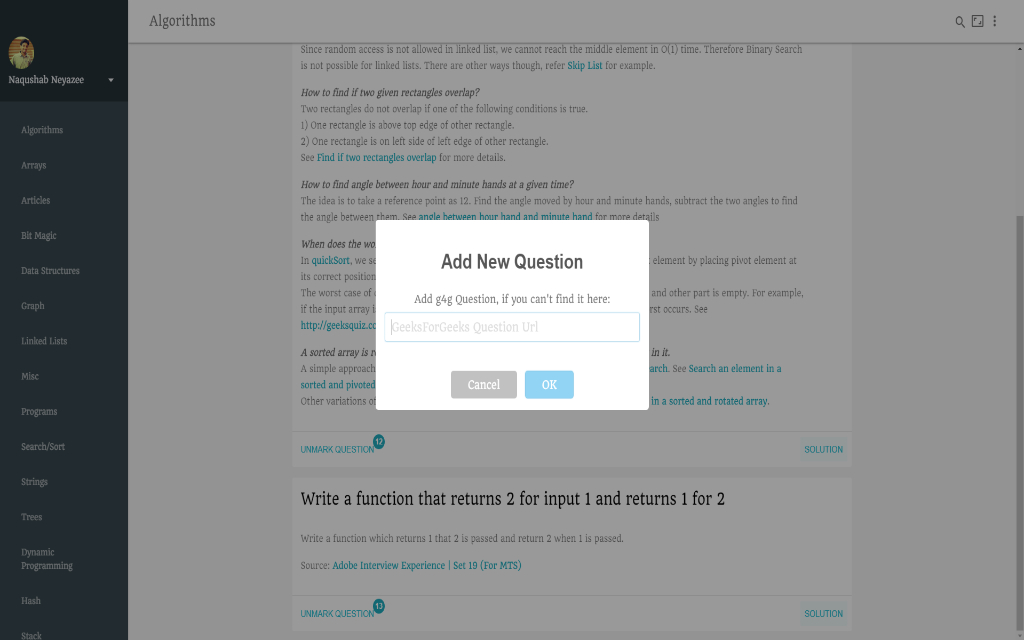 Algorithms
Naqushab Neyazee
Algorithms
Arrays
Articles
Bit Magic
Data Structures
Graph
Linked Lists
Misc
Programs
Search/Sort
Strings
Trees
Dynamic
Programming
Hash
Stack
Since random access is not allowed in linked list, we cannot reach the middle element in O(1) time. Therefore Binary Search
is not possible for linked lists. There are other ways though, refer Skip List for example.
How to find if two given rectangles overlap?
Two rectangles do not overlap if one of the following conditions is true.
1) One rectangle is above top edge of other rectangle.
2) One rectangle is on left side of left edge of other rectangle.
See Find if two rectangles overlap for more details.
How to find angle between hour and minute hands at a given time?
The idea is to take a reference point as 12. Find the angle moved by hour and minute hands, subtract the two angles to find
the angle between them. See angle between hour hand and minute hand for more details
When does the wo
In quickSort, we se element by placing pivot element at
its correct position
The worst case of and other part is empty. For example,
if the input array i rst occurs. See
http://geeksquiz.co
A sorted array is r in it.
A simple approach arch. See Search an element in a
sorted and pivoted
Other variations of in a sorted and rotated array.
Add New Question
Add g4g Question, if you can't find it here:
GeeksForGeeks Question Url
Cancel OK
UNMARK QUESTION 12 SOLUTION
Write a function that returns 2 for input 1 and returns 1 for 2
Write a function which returns 1 that 2 is passed and return 2 when 1 is passed.
Source: Adobe Interview Experience | Set 19 (For MTS)
UNMARK QUESTION 13 SOLUTION